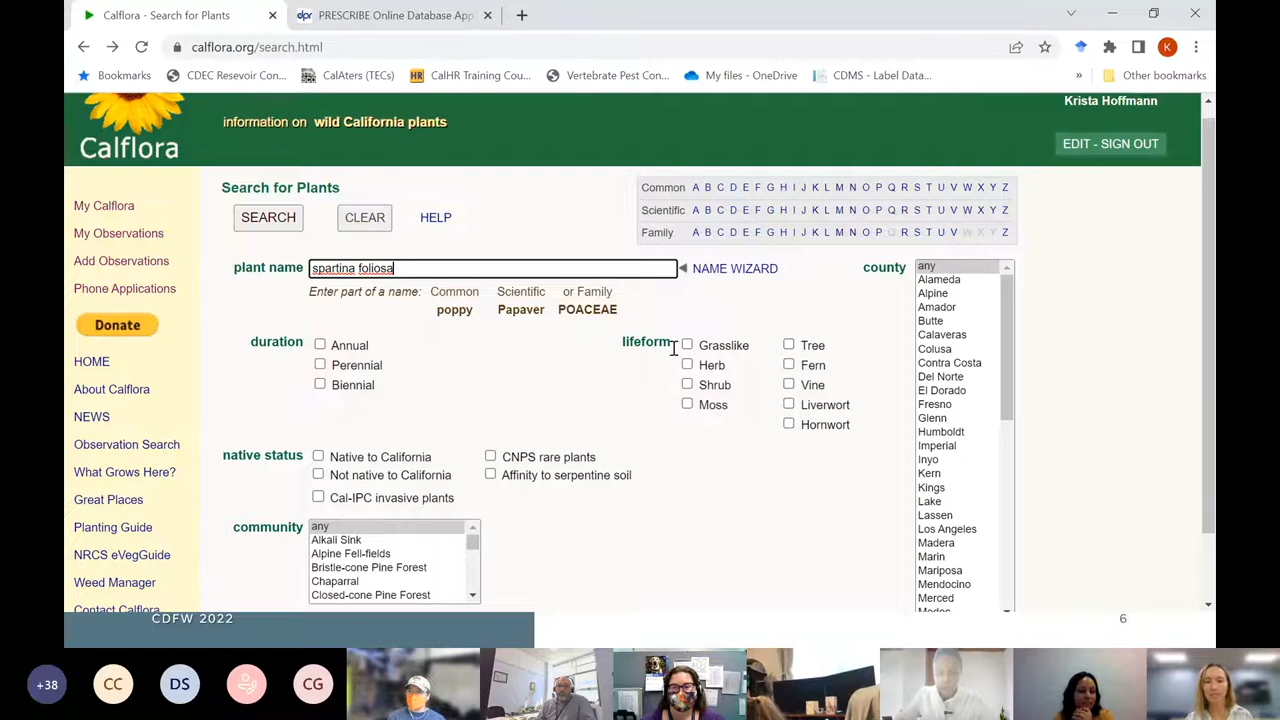 Calflora - Search for Plants
dpr PRESCRIBE Online Database App
calflora.org/search.html
K
Bookmarks CDEC Resevoir Con... CalAters (TECs) HR CalHR Training Cou... Vertebrate Pest Con... My files - OneDrive CDMS - Label Data... » Other bookmarks
Calflora
information on wild California plants
Krista Hoffmann
EDIT - SIGN OUT
My Calflora
My Observations
Add Observations
Phone Applications
Donate
HOME
About Calflora
NEWS
Observation Search
What Grows Here?
Great Places
Planting Guide
NRCS eVegGuide
Weed Manager
Contact Calflora
Search for Plants
SEARCH CLEAR HELP
Common A B C D E F G H I J K L M N O P Q R S T U V W X Y Z
Scientific A B C D E F G H I J K L M N O P Q R S T U V W X Y Z
Family A B C D E F G H I J K L M N O P Q R S T U V W X Y Z
plant name spartina foliosa NAME WIZARD
Enter part of a name: Common Scientific or Family
poppy Papaver POACEAE
duration
Annual
Perennial
Biennial
lifeform
Grasslike Tree
Herb Fern
Shrub Vine
Moss Liverwort
Hornwort
native status
Native to California CNPS rare plants
Not native to California Affinity to serpentine soil
Cal-IPC invasive plants
community
any
Alkali Sink
Alpine Fell-fields
Bristle-cone Pine Forest
Chaparral
Closed-cone Pine Forest
county
any
Alameda
Alpine
Amador
Butte
Calaveras
Colusa
Contra Costa
Del Norte
El Dorado
Fresno
Glenn
Humboldt
Imperial
Inyo
Kern
Kings
Lake
Lassen
Los Angeles
Madera
Marin
Mariposa
Mendocino
Merced
Modoc
CDFW 2022
6
+38 CC DS CG